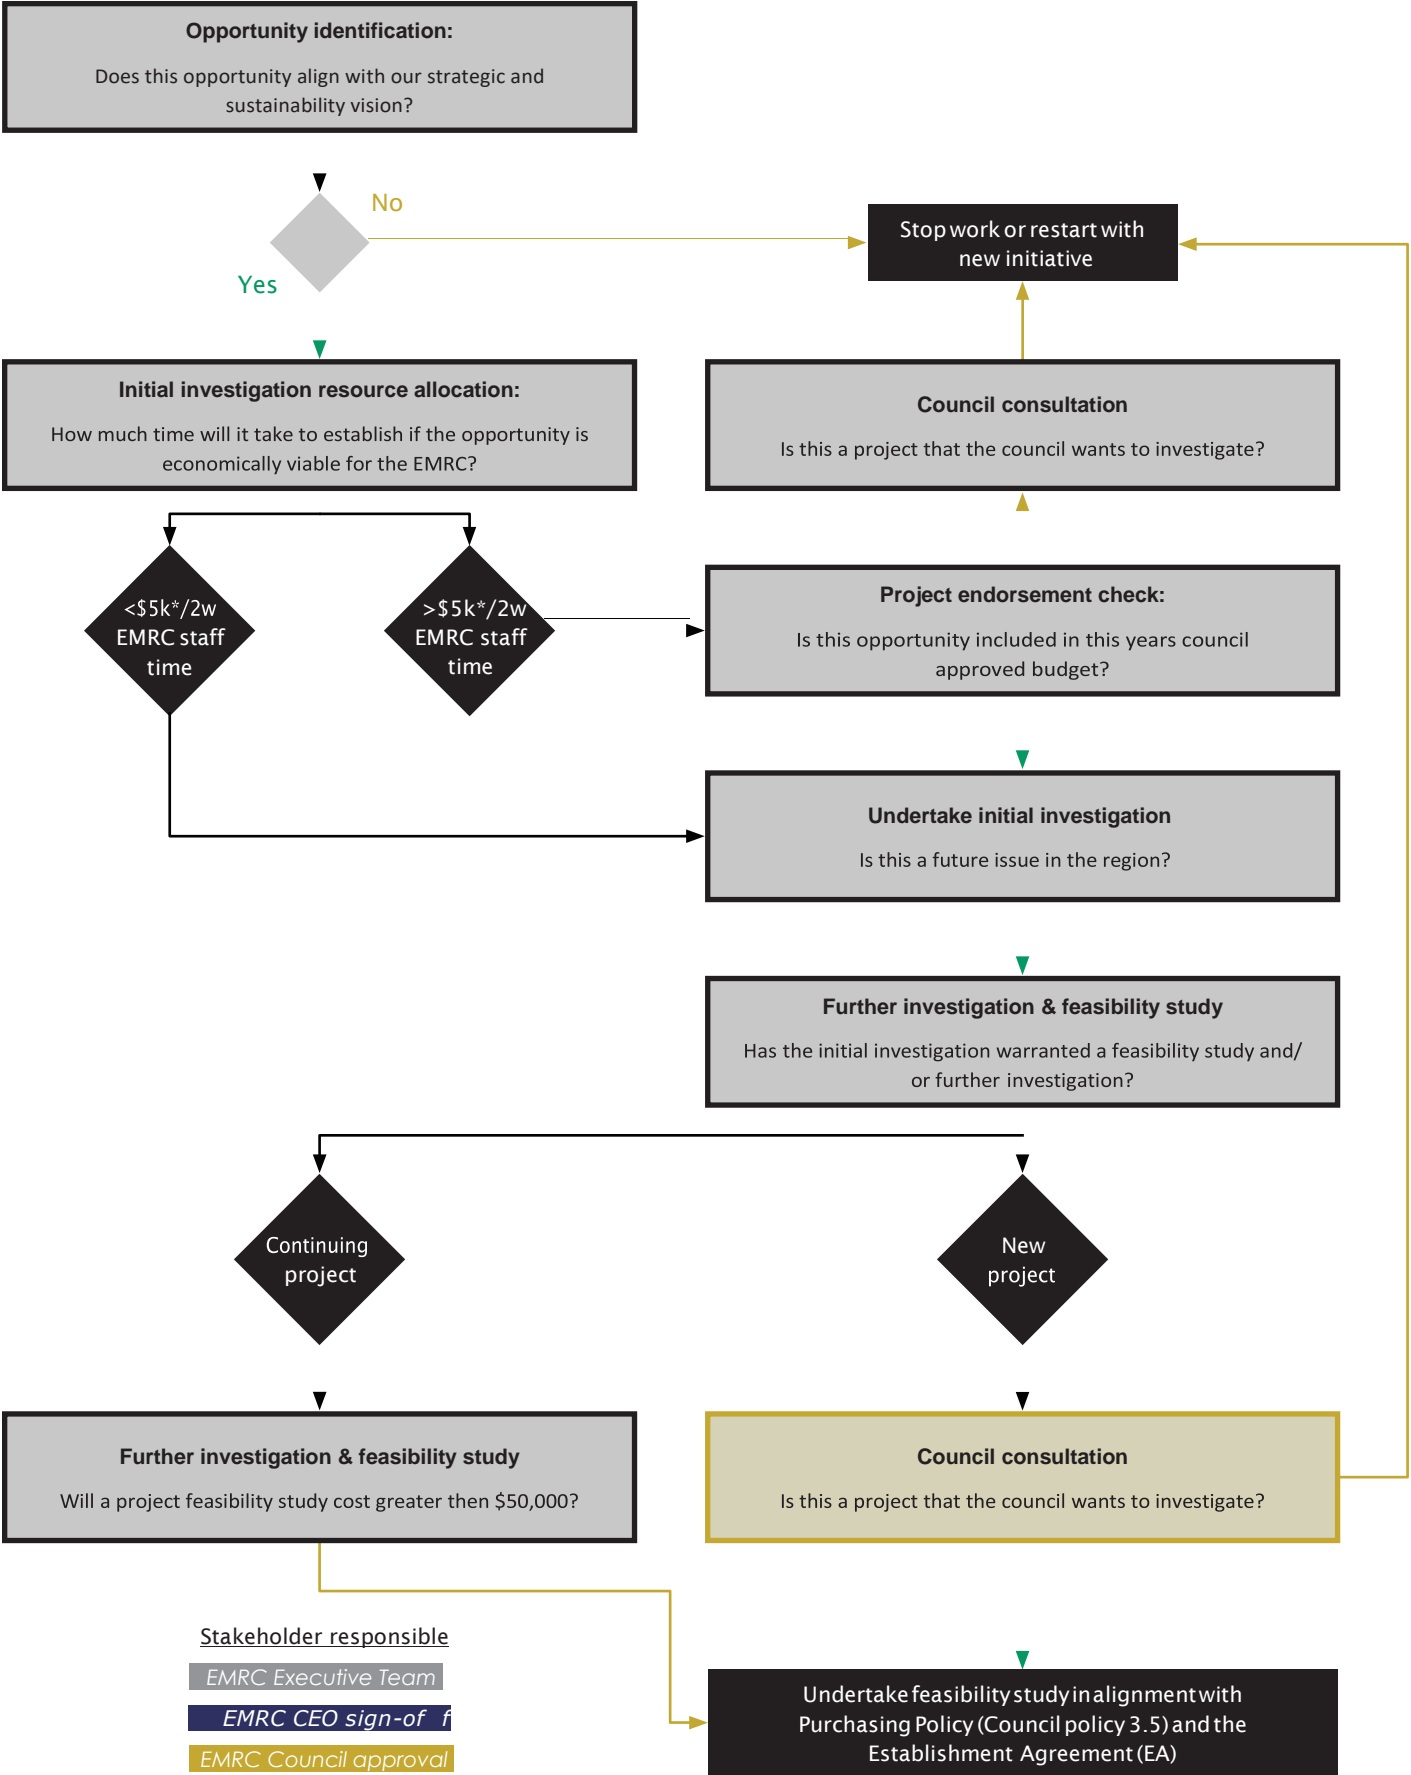 Opportunity identification:
Does this opportunity align with our strategic and
sustainability vision?
No
Stop work or restart with
new initiative
Yes
Initial investigation resource allocation:
How much time will it take to establish if the opportunity is
economically viable for the EMRC?
Council consultation
Is this a project that the council wants to investigate?
<$5k*/2w
EMRC staff
time
>$5k*/2w
EMRC staff
time
Project endorsement check:
Is this opportunity included in this years council
approved budget?
Undertake initial investigation
Is this a future issue in the region?
Further investigation & feasibility study
Has the initial investigation warranted a feasibility study and/
or further investigation?
Continuing
project
New
project
Further investigation & feasibility study
Will a project feasibility study cost greater then $50,000?
Council consultation
Is this a project that the council wants to investigate?
Stakeholder responsible
EMRC Executive Team
EMRC CEO sign-of f
EMRC Council approval
Undertake feasibility study in alignment with
Purchasing Policy (Council policy 3.5) and the
Establishment Agreement (EA)